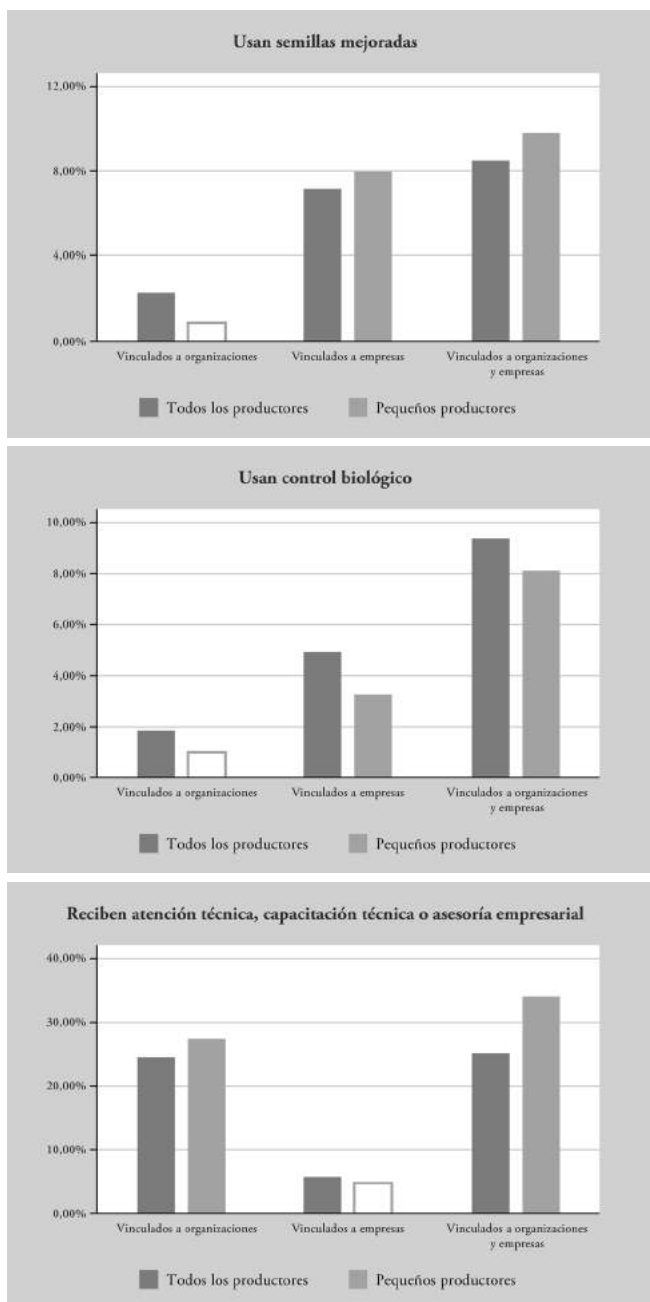 Usan semillas mejoradas
12,00%
8,00%
4,00%
0,00%
Vinculados a organizaciones
Vinculados a empresas
Vinculados a organizaciones
y empresas
Todos los productores
Pequeños productores
Usan control biológico
10,00%
8,00%
6,00%
4,00%
2,00%
0,00%
Vinculados a organizaciones
Vinculados a empresas
Vinculados a organizaciones
y empresas
Todos los productores
Pequeños productores
Reciben atención técnica, capacitación técnica o asesoría empresarial
40,00%
30,00%
20,00%
10,00%
0,00%
Vinculados a organizaciones
Vinculados a empresas
Vinculados a organizaciones
y empresas
Todos los productores
Pequeños productores